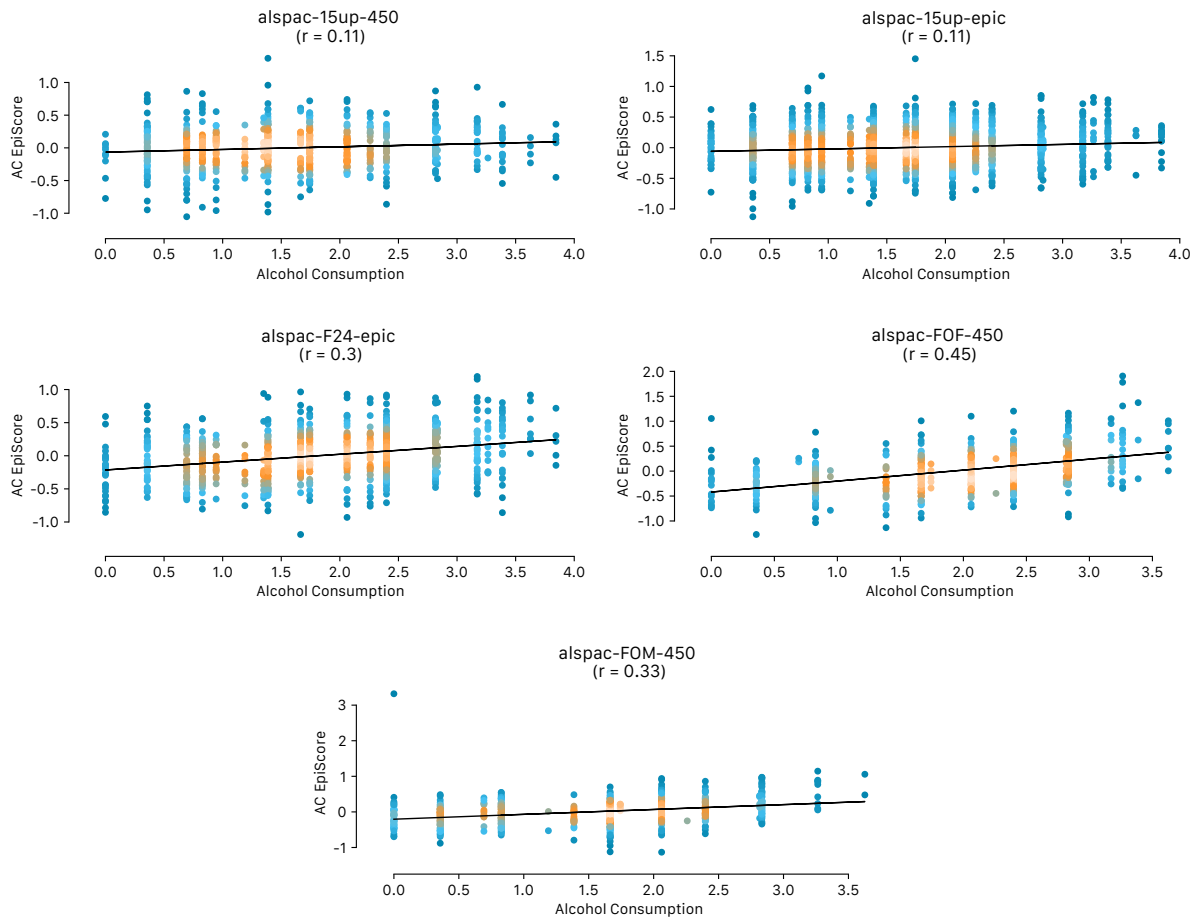 alspac-15up-450
(r = 0.11)
AC EpiScore
1.0
0.5
0.0
-0.5
-1.0
0.0 0.5 1.0 1.5 2.0 2.5 3.0 3.5 4.0
Alcohol Consumption
alspac-15up-epic
(r = 0.11)
AC EpiScore
1.5
1.0
0.5
0.0
-0.5
-1.0
0.0 0.5 1.0 1.5 2.0 2.5 3.0 3.5 4.0
Alcohol Consumption
alspac-F24-epic
(r = 0.3)
AC EpiScore
1.0
0.5
0.0
-0.5
-1.0
0.0 0.5 1.0 1.5 2.0 2.5 3.0 3.5 4.0
Alcohol Consumption
alspac-FOF-450
(r = 0.45)
AC EpiScore
2.0
1.5
1.0
0.5
0.0
-0.5
-1.0
0.0 0.5 1.0 1.5 2.0 2.5 3.0 3.5
Alcohol Consumption
alspac-FOM-450
(r = 0.33)
AC EpiScore
3
2
1
0
-1
0.0 0.5 1.0 1.5 2.0 2.5 3.0 3.5
Alcohol Consumption